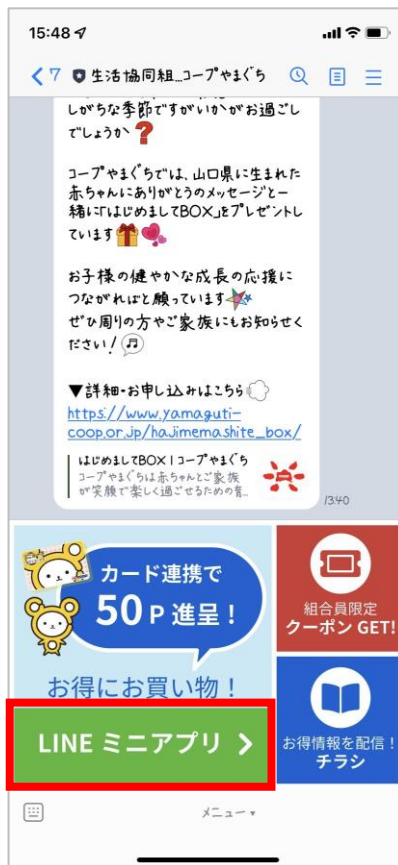 15:48
7 生活協同組…コープやまぐち
しがちな季節ですがいかがお過ごし
でしょうか❓
コープやまぐちでは、山口県に生まれた
赤ちゃんにありがとうのメッセージと一
緒に「はじめましてBOX」をプレゼントし
ています
お子様の健やかな成長の応援に
つながればと願っています
ぜひ周りの方やご家族にもお知らせく
ださい!
▼詳細・お申し込みはこちら
https://www.yamaguti-
coop.or.jp/hajimemashite_box/
はじめましてBOX|コープやまぐち
コープやまぐちは赤ちゃんとご家族
が笑顔で楽しく過ごせるための育…
13:40
カード連携で
50P進呈!
お得にお買い物!
LINE ミニアプリ
組合員限定
クーポン GET!
お得情報を配信!
チラシ
メニュー▼